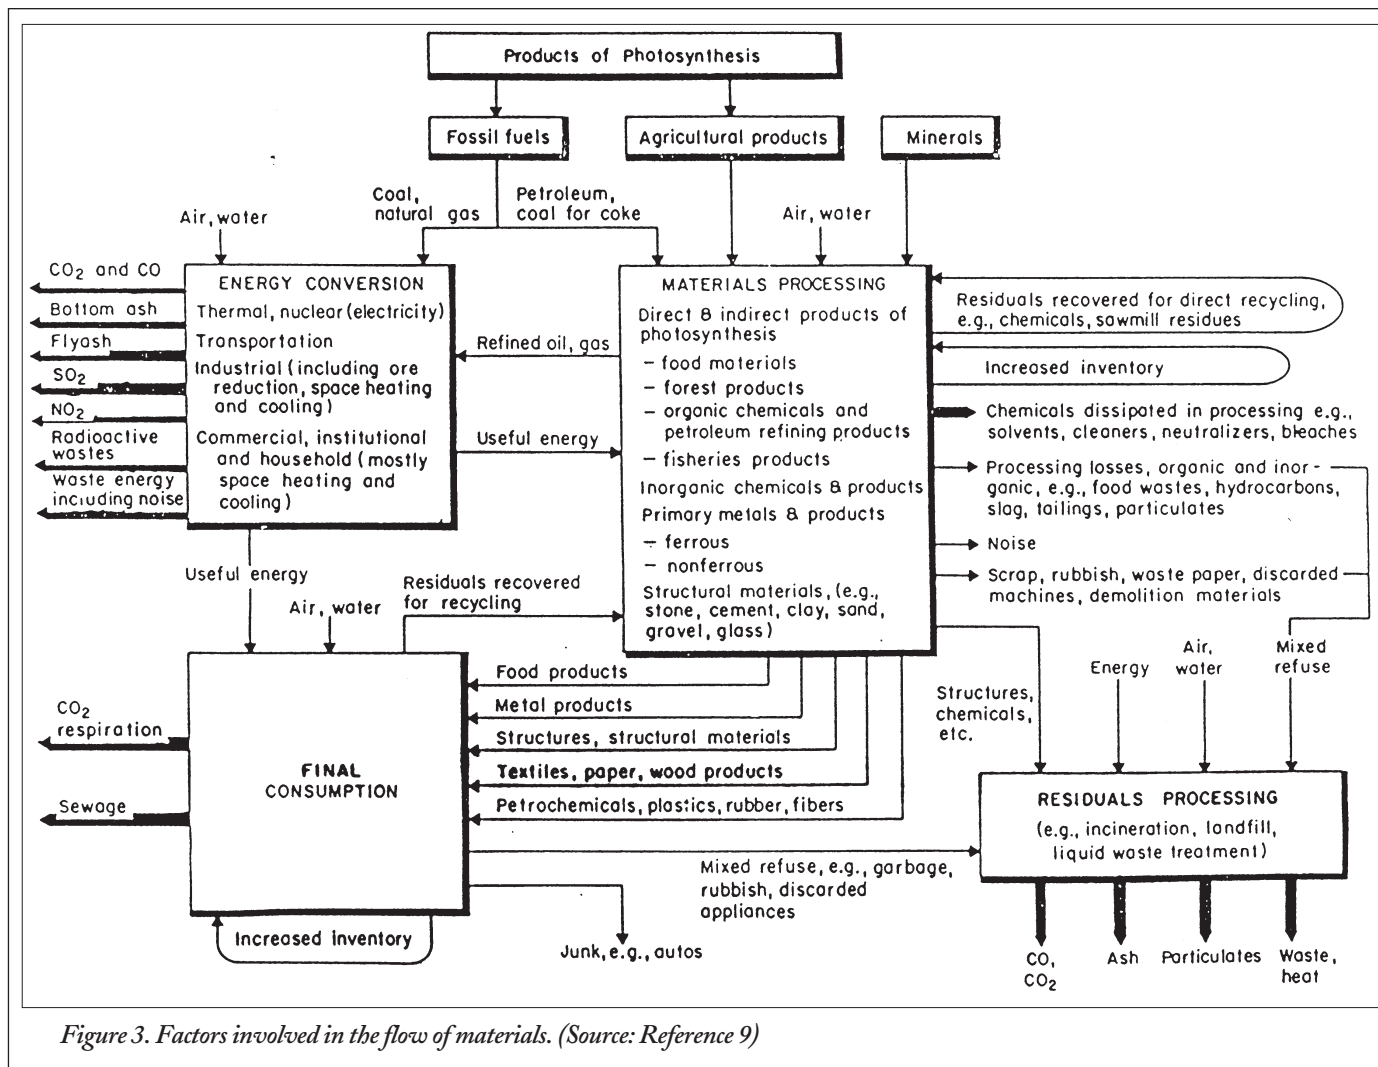 Products of Photosynthesis
Fossil fuels
Agricultural products
Minerals
Coal,
natural gas
Petroleum,
coal for coke
Air, water
Air, water
CO2 and CO
Bottom ash
Flyash
SO2
NO2
Radioactive
wastes
Waste energy
including noise
ENERGY CONVERSION
Thermal, nuclear (electricity)
Transportation
Industrial (including ore
reduction, space heating
and cooling)
Commercial, institutional
and household (mostly
space heating and
cooling)
Refined oil, gas
Useful energy
MATERIALS PROCESSING
Direct & indirect products of
photosynthesis
– food materials
– forest products
– organic chemicals and
petroleum refining products
– fisheries products
Inorganic chemicals & products
Primary metals & products
– ferrous
– nonferrous
Structural materials, (e.g.,
stone, cement, clay, sand,
gravel, glass)
Residuals recovered for direct recycling,
e.g., chemicals, sawmill residues
Increased inventory
Chemicals dissipated in processing e.g.,
solvents, cleaners, neutralizers, bleaches
Processing losses, organic and inor-
ganic, e.g., food wastes, hydrocarbons,
slag, tailings, particulates
Noise
Scrap, rubbish, waste paper, discarded
machines, demolition materials
Useful energy
Air, water
Residuals recovered
for recycling
Food products
Metal products
Structures, structural materials
Textiles, paper, wood products
Petrochemicals, plastics, rubber, fibers
CO2
respiration
Sewage
FINAL
CONSUMPTION
Increased inventory
Junk, e.g., autos
Mixed refuse, e.g., garbage,
rubbish, discarded
appliances
Structures,
chemicals,
etc.
Energy
Air,
water
Mixed
refuse
RESIDUALS PROCESSING
(e.g., incineration, landfill,
liquid waste treatment)
CO,
CO2
Ash
Particulates
Waste,
heat
Figure 3. Factors involved in the flow of materials. (Source: Reference 9)